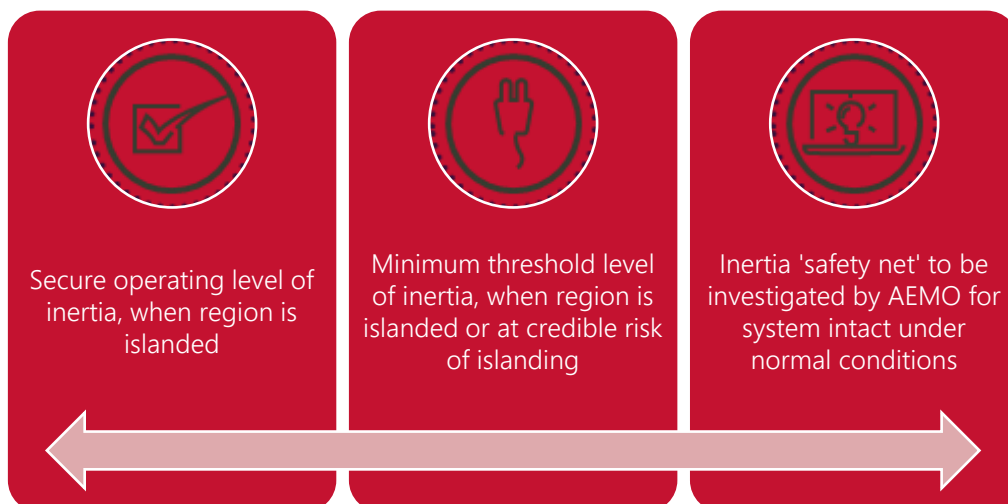 Secure operating level of
inertia, when region is
islanded
Minimum threshold level
of inertia, when region is
islanded or at credible risk
of islanding
Inertia 'safety net' to be
investigated by AEMO for
system intact under
normal conditions